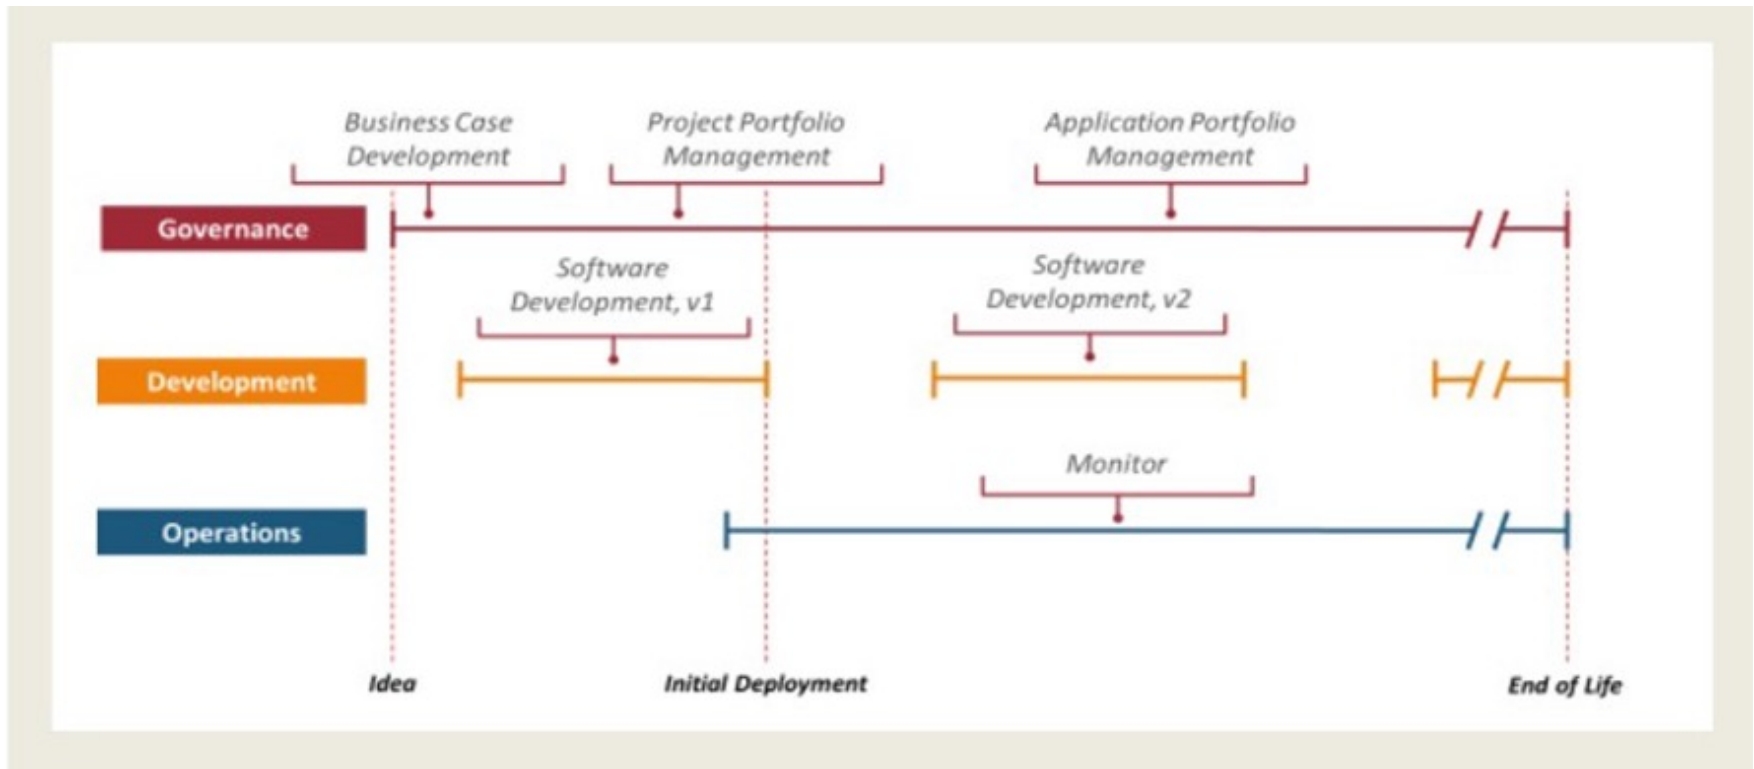 Business Case
Development
Project Portfolio
Management
Application Portfolio
Management
Governance
Software
Development, v1
Software
Development, v2
Development
Monitor
Operations
Idea
Initial Deployment
End of Life